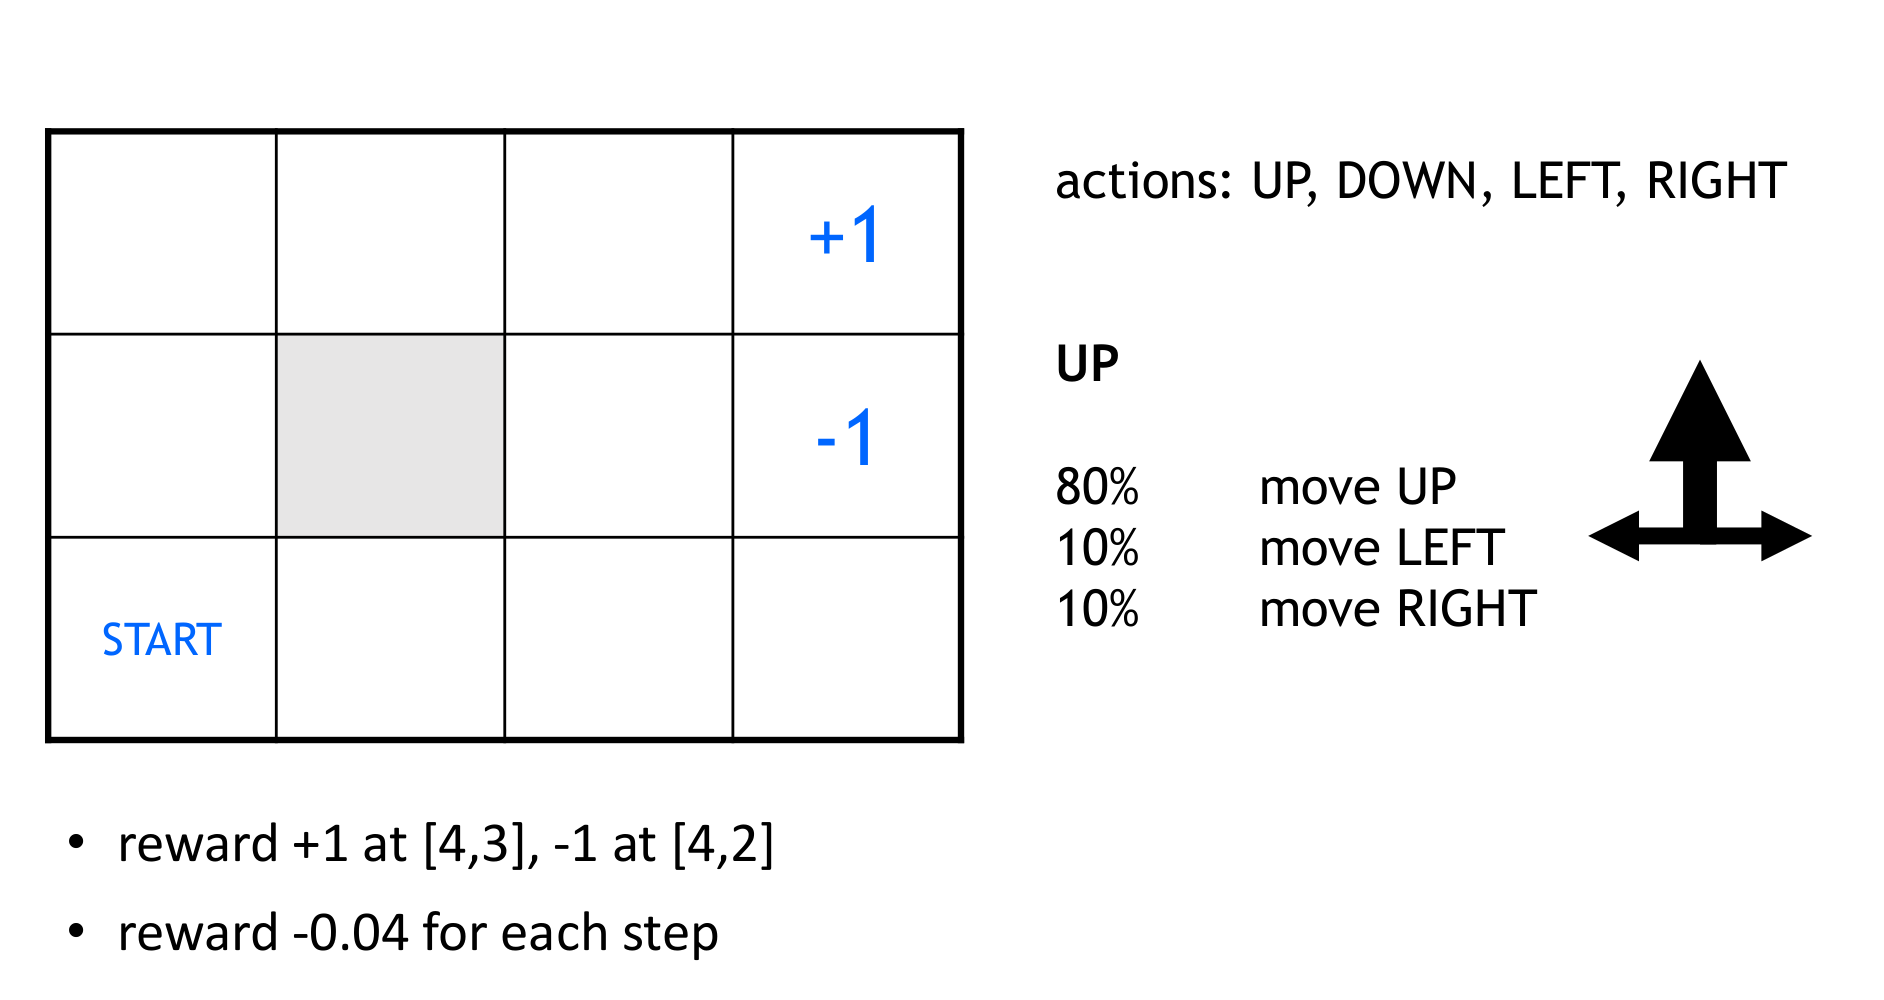 +1
-1
START
actions: UP, DOWN, LEFT, RIGHT
UP
80% move UP
10% move LEFT
10% move RIGHT
• reward +1 at [4,3], -1 at [4,2]
• reward -0.04 for each step